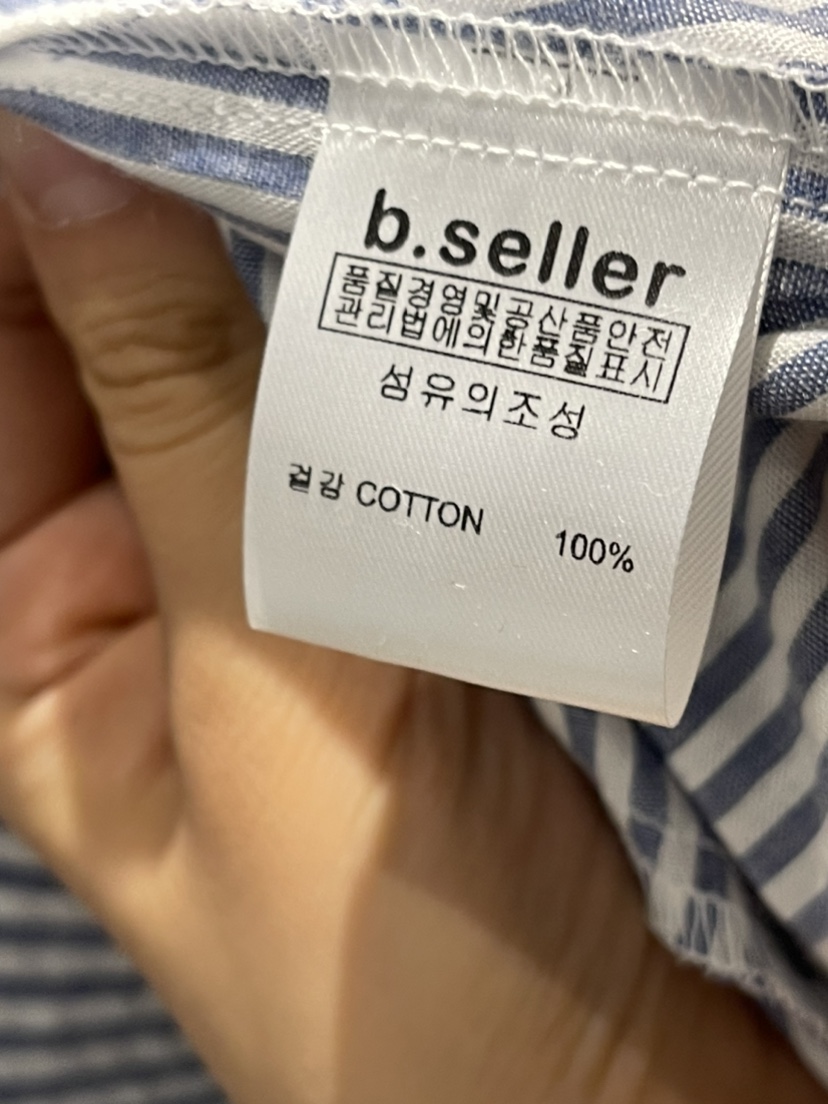 b.seller
품질경영및공산품안전
관리법에의한품질표시
섬유의조성
겉감 COTTON 100%